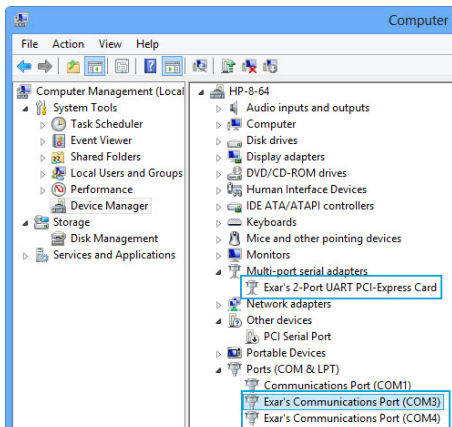 Computer
File Action View Help
Computer Management (Local
System Tools
Task Scheduler
Event Viewer
Shared Folders
Local Users and Groups
Performance
Device Manager
Storage
Disk Management
Services and Applications
HP-8-64
Audio inputs and outputs
Computer
Disk drives
Display adapters
DVD/CD-ROM drives
Human Interface Devices
IDE ATA/ATAPI controllers
Keyboards
Mice and other pointing devices
Monitors
Multi-port serial adapters
Exar's 2-Port UART PCI-Express Card
Network adapters
Other devices
PCI Serial Port
Portable Devices
Ports (COM & LPT)
Communications Port (COM1)
Exar's Communications Port (COM3)
Exar's Communications Port (COM4)